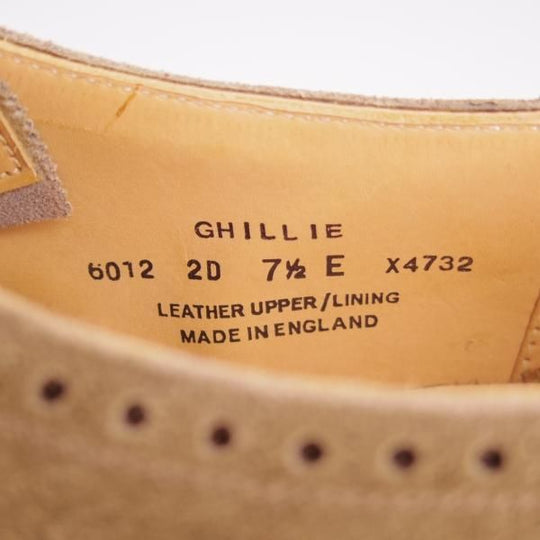 GHILLIE
6012 2D 7½ E X4732
LEATHER UPPER/LINING
MADE IN ENGLAND